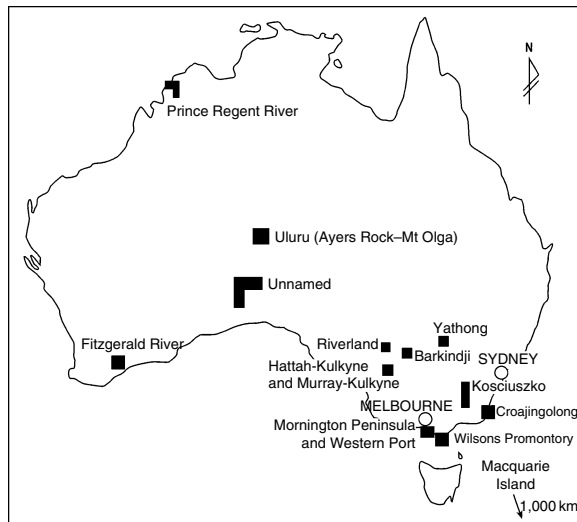 N
Prince Regent River
Uluru (Ayers Rock–Mt Olga)
Unnamed
Fitzgerald River
Riverland
Yathong
Barkindji
SYDNEY
Hattah-Kulkyne
and Murray-Kulkyne
Kosciuszko
MELBOURNE
Croajingolong
Mornington Peninsula
and Western Port
Wilsons Promontory
Macquarie
Island
1,000 km